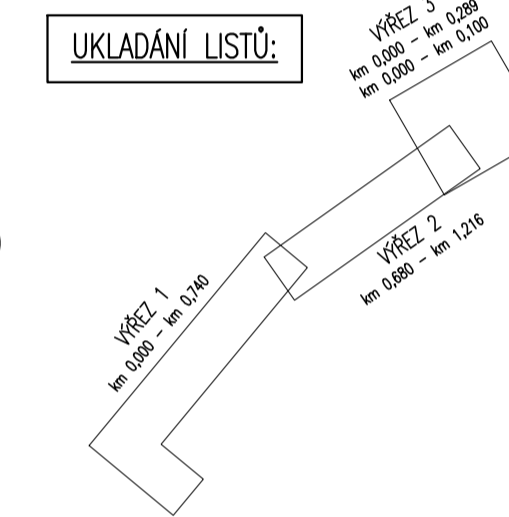 UKLADÁNÍ LISTŮ:
VÝŘEZ 3
km 0,000 – km 0,289
km 0,000 – km 0,100
VÝŘEZ 2
km 0,680 – km 1,216
VÝŘEZ 1
km 0,000 – km 0,740